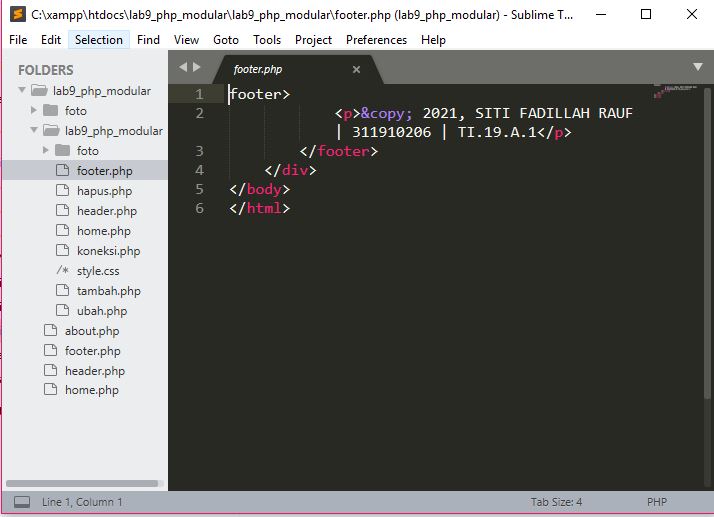 C:\xampp\htdocs\lab9_php_modular\lab9_php_modular\footer.php (lab9_php_modular) - Sublime T...
File Edit Selection Find View Goto Tools Project Preferences Help
FOLDERS
lab9_php_modular
foto
lab9_php_modular
foto
footer.php
hapus.php
header.php
home.php
koneksi.php
/* style.css
tambah.php
ubah.php
about.php
footer.php
header.php
home.php
footer.php
1 footer>
2 <p>&copy; 2021, SITI FADILLAH RAUF
| 311910206 | TI.19.A.1</p>
3 </footer>
4 </div>
5 </body>
6 </html>
Line 1, Column 1 Tab Size: 4 PHP